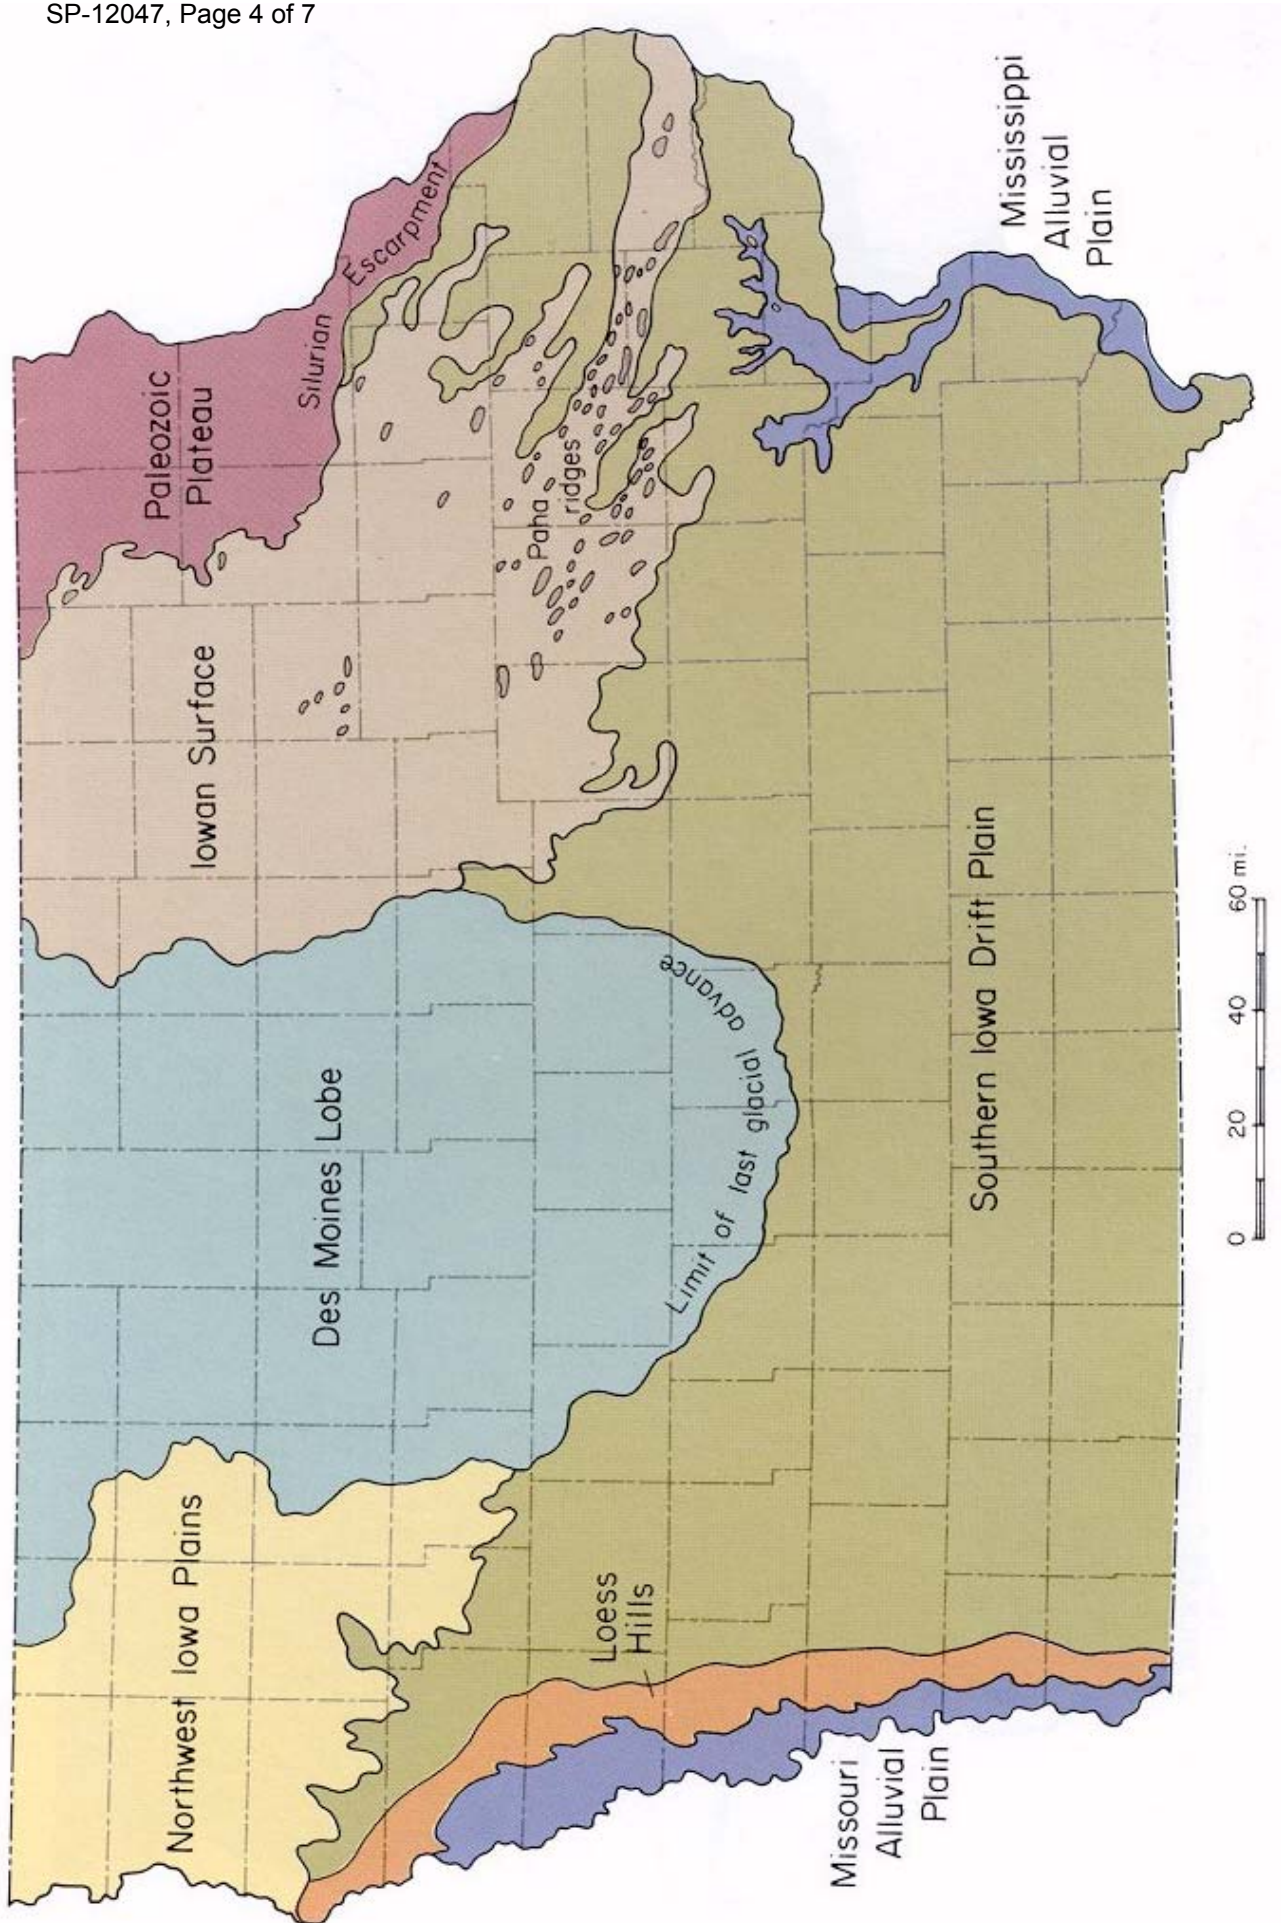 SP-12047, Page 4 of 7
Northwest Iowa Plains
Des Moines Lobe
Iowan Surface
Paleozoic
Plateau
Silurian Escarpment
Paha
ridges
Limit of last glacial advance
Loess
Hills
Southern Iowa Drift Plain
Missouri
Alluvial
Plain
Mississippi
Alluvial
Plain
0 20 40 60 mi.